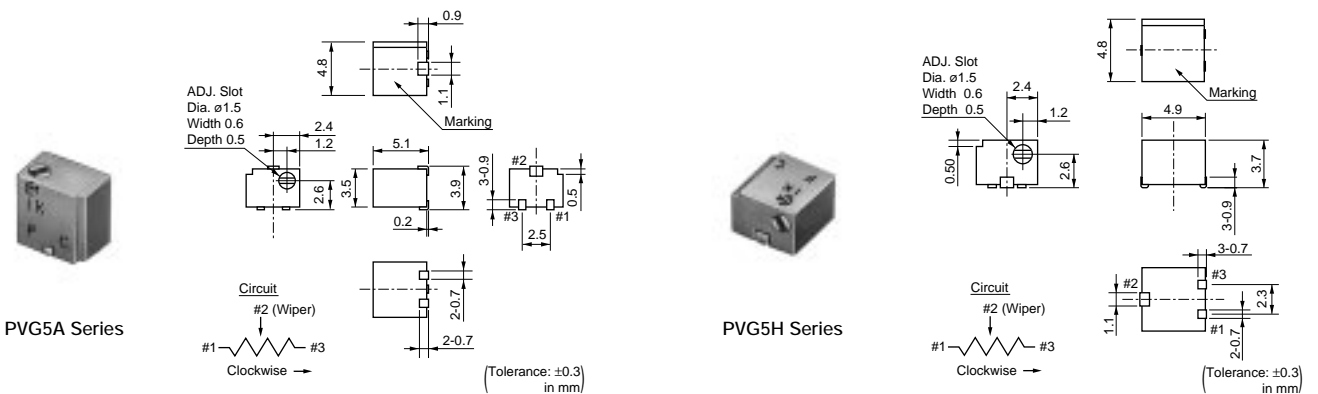 0.9
4.8
1.1
Marking
ADJ. Slot
Dia. ø1.5
Width 0.6
Depth 0.5
2.4
1.2
2.6
5.1
3.5
3-0.9
3.9
0.2
#2
0.5
#3
#1
2.5
2-0.7
2-0.7
PVG5A Series
Circuit
#2 (Wiper)
#1
#3
Clockwise →
(Tolerance: ±0.3
in mm)
4.8
Marking
ADJ. Slot
Dia. ø1.5
Width 0.6
Depth 0.5
2.4
1.2
0.50
2.6
4.9
3.7
3-0.9
3-0.7
#2
#3
1.1
2.3
#1
2-0.7
PVG5H Series
Circuit
#2 (Wiper)
#1
#3
Clockwise →
(Tolerance: ±0.3
in mm)